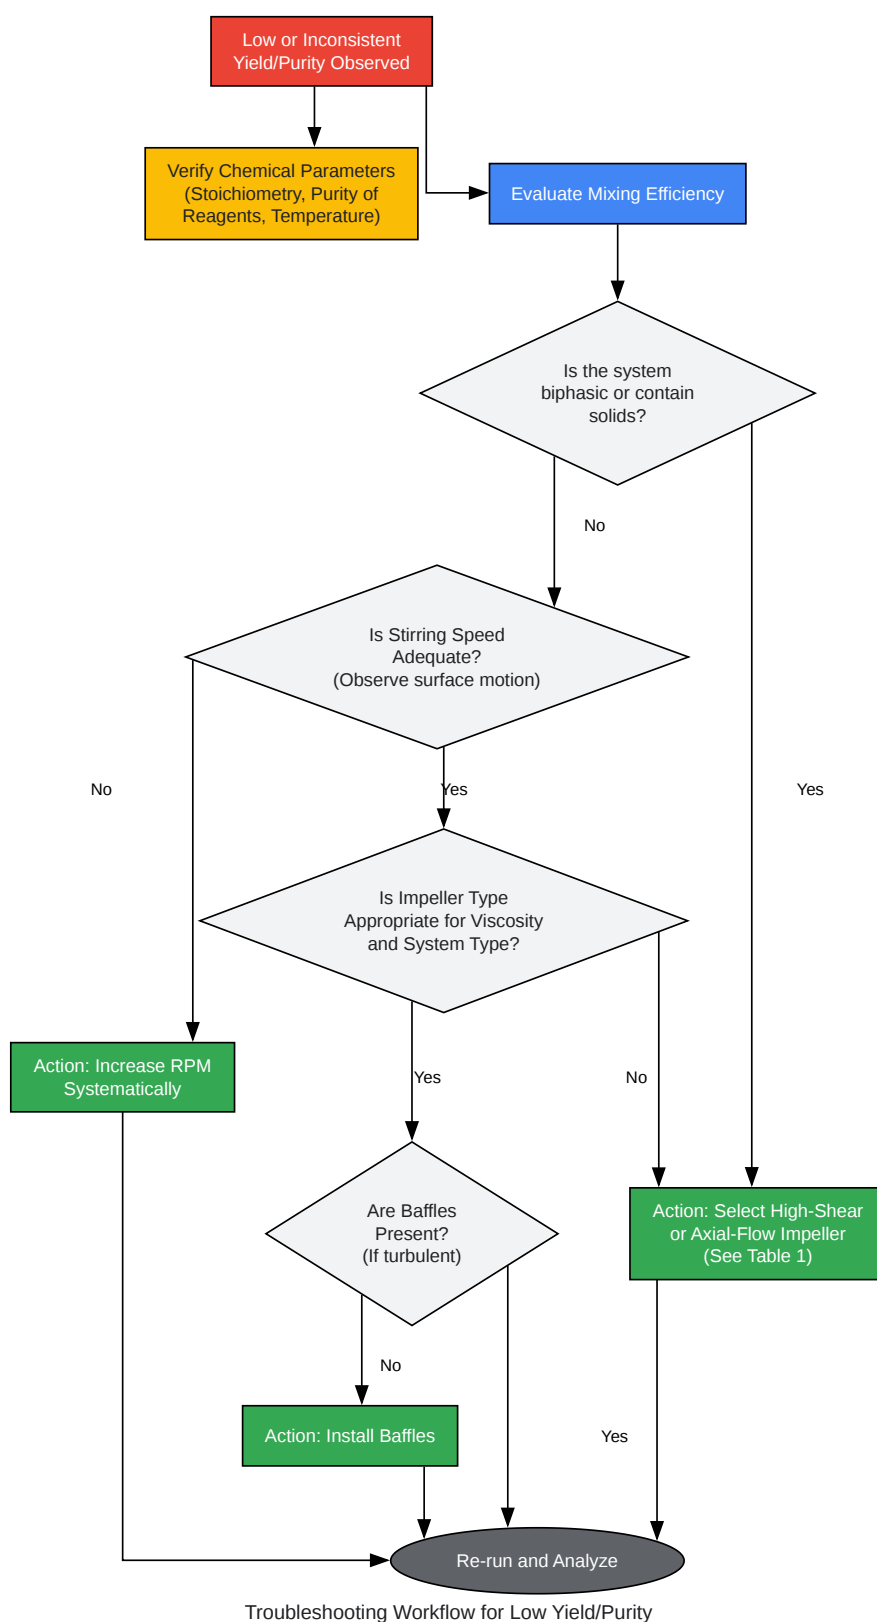 Low or Inconsistent
Yield/Purity Observed
Verify Chemical Parameters
(Stoichiometry, Purity of
Reagents, Temperature)
Evaluate Mixing Efficiency
Is the system
biphasic or contain
solids?
No
Is Stirring Speed
Adequate?
(Observe surface motion)
No
Yes
Yes
Is Impeller Type
Appropriate for Viscosity
and System Type?
Action: Increase RPM
Systematically
Yes
No
Are Baffles
Present?
(If turbulent)
Action: Select High-Shear
or Axial-Flow Impeller
(See Table 1)
No
Action: Install Baffles
Yes
Re-run and Analyze
Troubleshooting Workflow for Low Yield/Purity